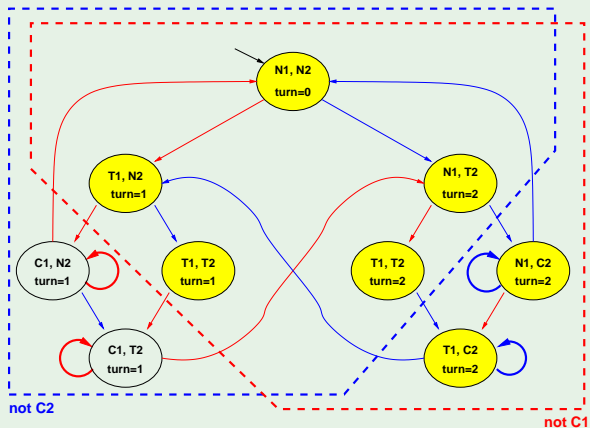 N1, N2
turn=0
T1, N2
turn=1
N1, T2
turn=2
C1, N2
turn=1
T1, T2
turn=1
T1, T2
turn=2
N1, C2
turn=2
C1, T2
turn=1
T1, C2
turn=2
not C2
not C1